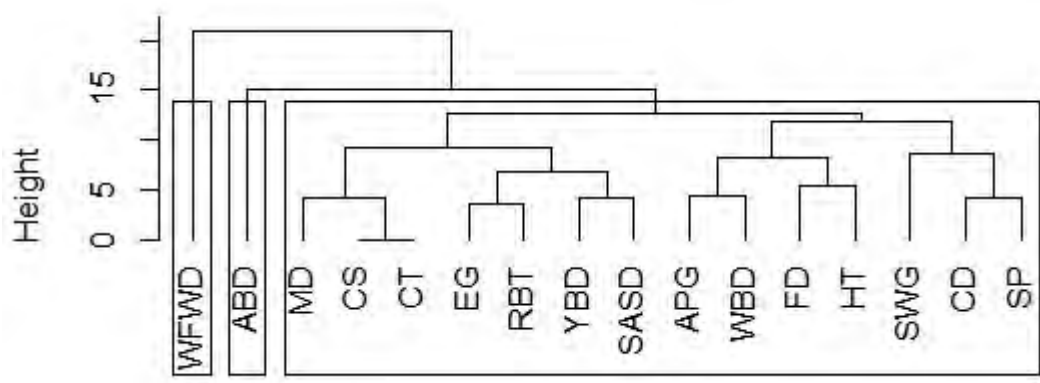 Height
15
5
0
WFWD
ABD
MD
CS
CT
EG
RBT
YBD
SASD
APG
WBD
FD
HT
SWG
CD
SP